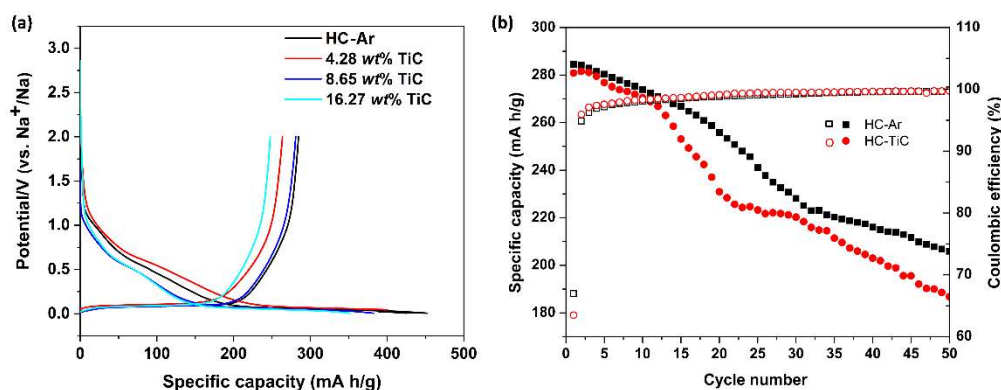 (a)
HC-Ar
4.28 wt% TiC
8.65 wt% TiC
16.27 wt% TiC
Potential/V (vs. Na+/Na)
3.0
2.5
2.0
1.5
1.0
0.5
0.0
0 100 200 300 400 500
Specific capacity (mA h/g)
(b)
Specific capacity (mA h/g)
300
280
260
240
220
200
180
HC-Ar
HC-TiC
110
100
90
80
70
60
Coulombic efficiency (%)
0 5 10 15 20 25 30 35 40 45 50
Cycle number